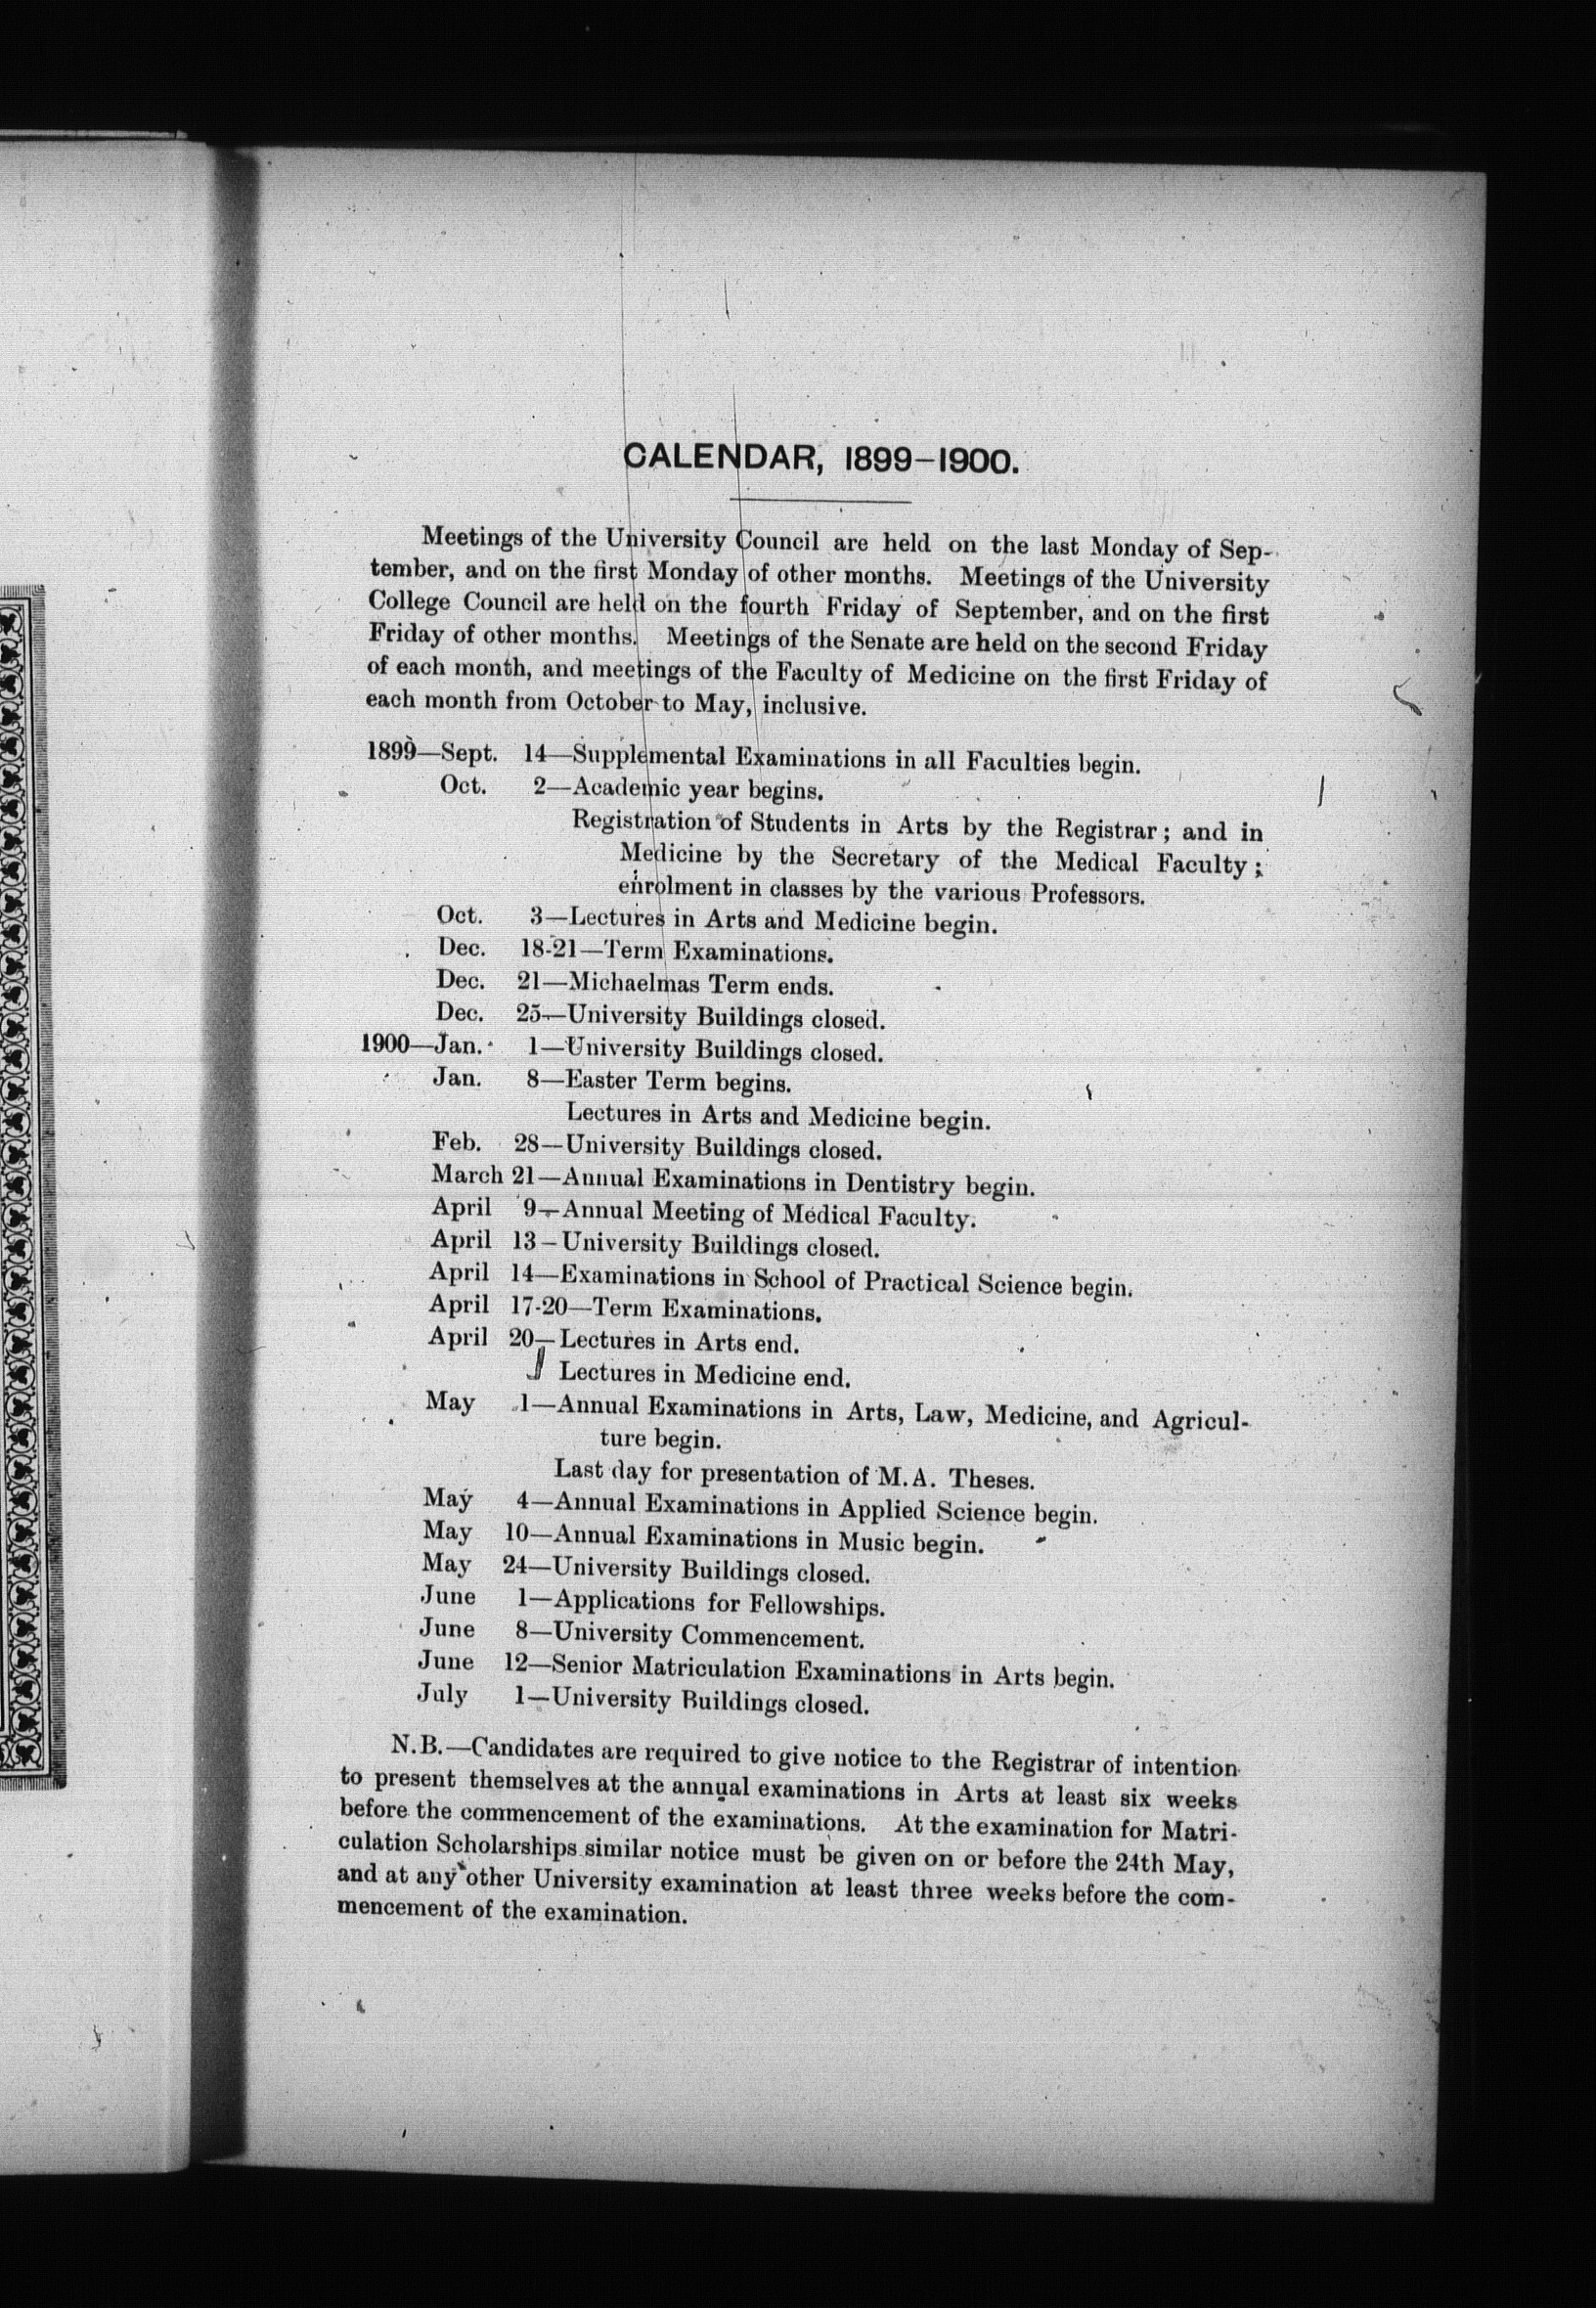 CALENDAR, 1899–1900.
Meetings of the University Council are held on the last Monday of Sep-
tember, and on the first Monday of other months. Meetings of the University
College Council are held on the fourth Friday of September, and on the first
Friday of other months. Meetings of the Senate are held on the second Friday
of each month, and meetings of the Faculty of Medicine on the first Friday of
each month from October to May, inclusive.
1899—Sept. 14—Supplemental Examinations in all Faculties begin.
Oct. 2—Academic year begins.
Registration of Students in Arts by the Registrar; and in
Medicine by the Secretary of the Medical Faculty;
enrolment in classes by the various Professors.
Oct. 3—Lectures in Arts and Medicine begin.
Dec. 18-21—Term Examinations.
Dec. 21—Michaelmas Term ends.
Dec. 25—University Buildings closed.
1900—Jan. 1—University Buildings closed.
Jan. 8—Easter Term begins.
Lectures in Arts and Medicine begin.
Feb. 28—University Buildings closed.
March 21—Annual Examinations in Dentistry begin.
April 9—Annual Meeting of Medical Faculty.
April 13–University Buildings closed.
April 14—Examinations in School of Practical Science begin.
April 17-20—Term Examinations.
April 20—Lectures in Arts end.
Lectures in Medicine end.
May 1—Annual Examinations in Arts, Law, Medicine, and Agricul-
ture begin.
Last day for presentation of M.A. Theses.
May 4—Annual Examinations in Applied Science begin.
May 10—Annual Examinations in Music begin.
May 24—University Buildings closed.
June 1—Applications for Fellowships.
June 8—University Commencement.
June 12—Senior Matriculation Examinations in Arts begin.
July 1—University Buildings closed.
N.B.—Candidates are required to give notice to the Registrar of intention
to present themselves at the annual examinations in Arts at least six weeks
before the commencement of the examinations. At the examination for Matri-
culation Scholarships similar notice must be given on or before the 24th May,
and at any other University examination at least three weeks before the com-
mencement of the examination.